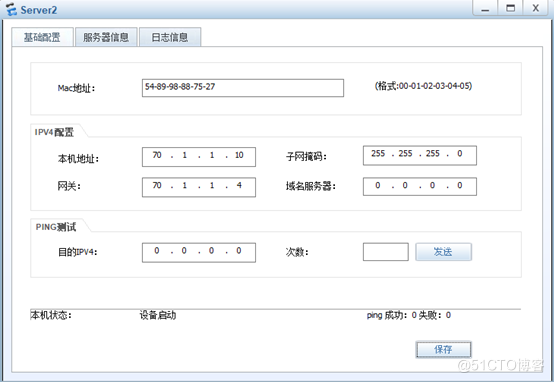 Server2
基础配置 服务器信息 日志信息
Mac地址: 54-89-98-88-75-27 (格式:00-01-02-03-04-05)
IPV4配置
本机地址: 70 . 1 . 1 . 10 子网掩码: 255 . 255 . 255 . 0
网关: 70 . 1 . 1 . 4 域名服务器: 0 . 0 . 0 . 0
PING测试
目的IPV4: 0 . 0 . 0 . 0 次数: 发送
本机状态: 设备启动 ping 成功: 0 失败: 0
保存
@51CTO博客